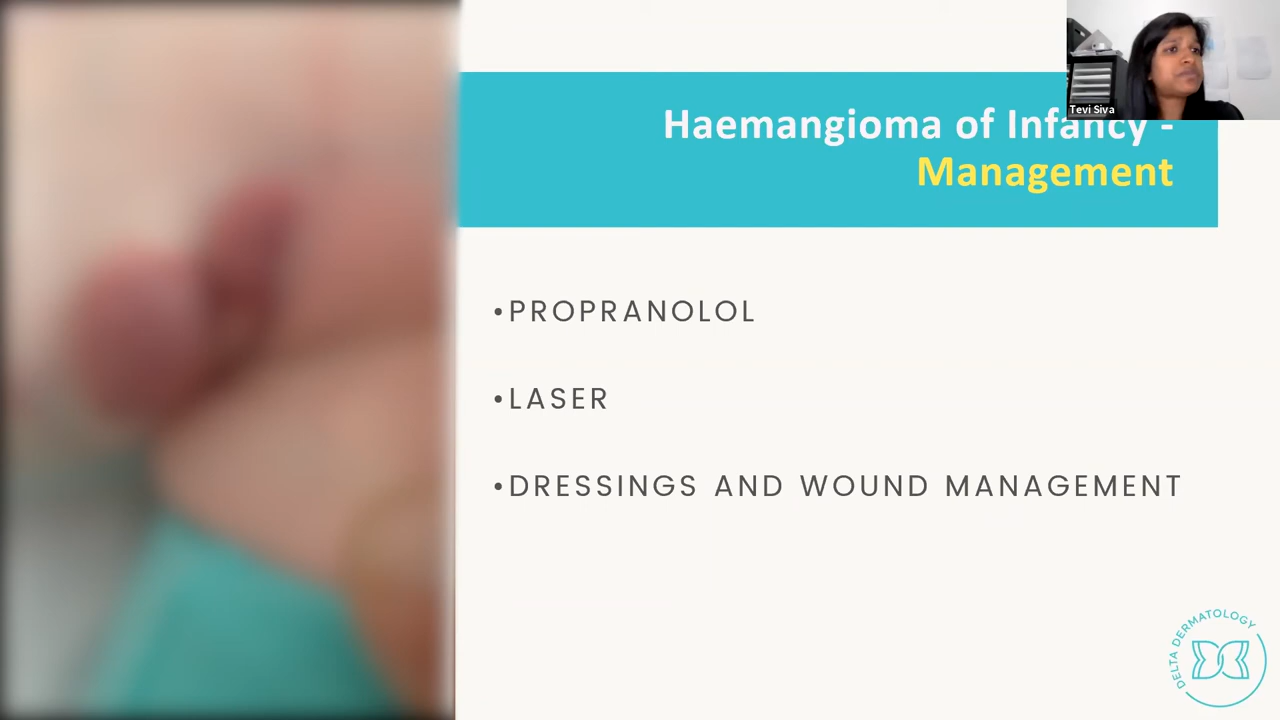 Tevi Siva
Haemangioma of Infancy -
Management
•PROPRANOLOL
•LASER
•DRESSINGS AND WOUND MANAGEMENT
DELTA DERMATOLOGY